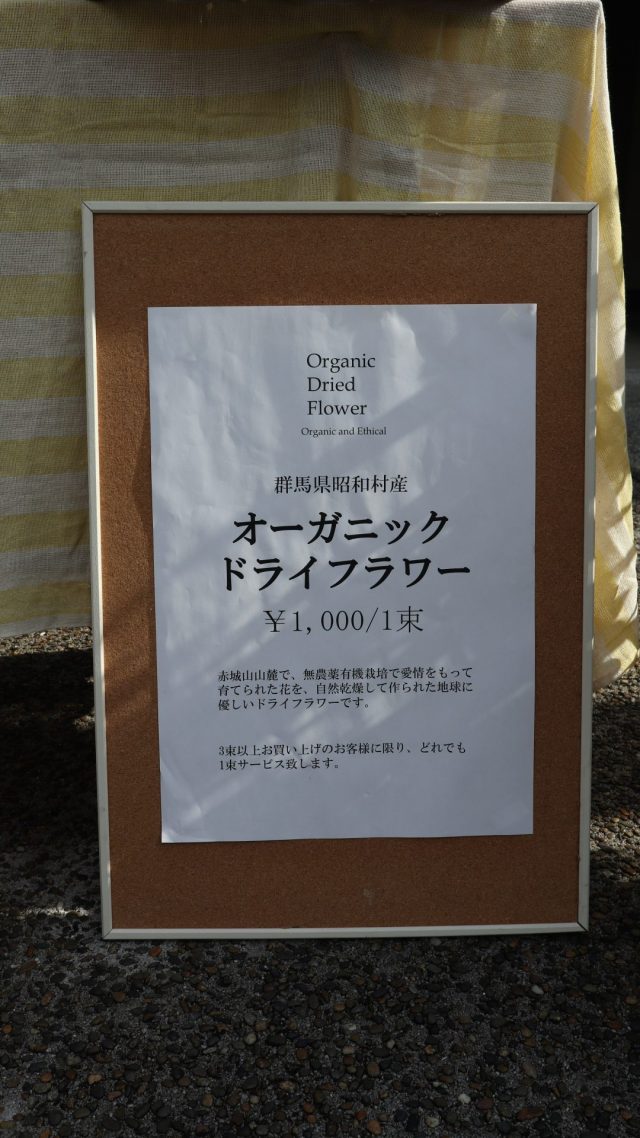 Organic
Dried
Flower
Organic and Ethical
群馬県昭和村産
オーガニック
ドライフラワー
¥1,000/1束
赤城山山麓で、無農薬有機栽培で愛情をもって
育てられた花を、自然乾燥して作られた地球に
優しいドライフラワーです。
3束以上お買い上げのお客様に限り、どれでも
1束サービス致します。